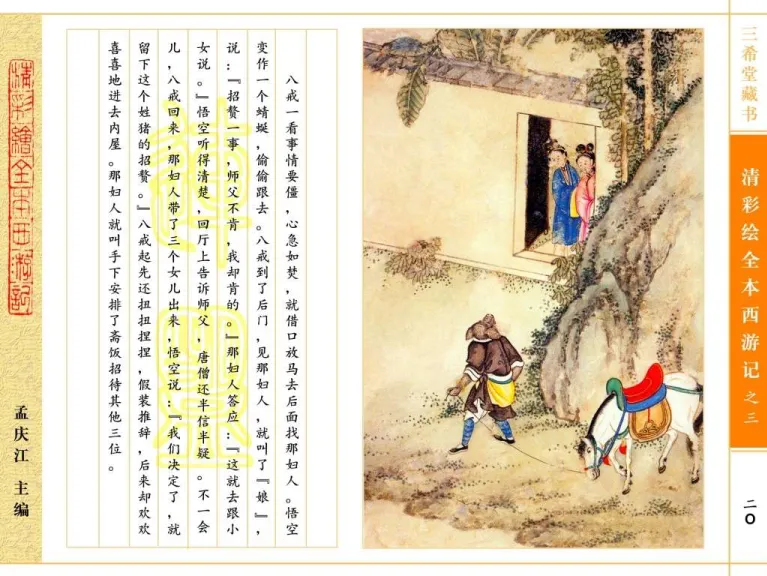 三希堂藏书
清彩绘全本西游记之三
二〇
八戒一看事情要僵，心急如焚，就借口放马去后面找那妇人。悟空
变作一个蜻蜓，偷偷跟去。八戒到了后门，见那妇人，就叫了『娘』，
说：『招赘一事，师父不肯，我却肯的。』那妇人答应：『这就去跟小
女说。』悟空听得清楚，回厅上告诉师父，唐僧还半信半疑。不一会
儿，八戒回来，那妇人带了三个女儿出来，悟空说：『我们决定了，就
留下这个姓猪的招赘。』八戒起先还扭扭捏捏，假装推辞，后来却欢欢
喜喜地进去内屋。那妇人就叫手下安排了斋饭招待其他三位。
清彩繪全本西游記
孟庆江 主编